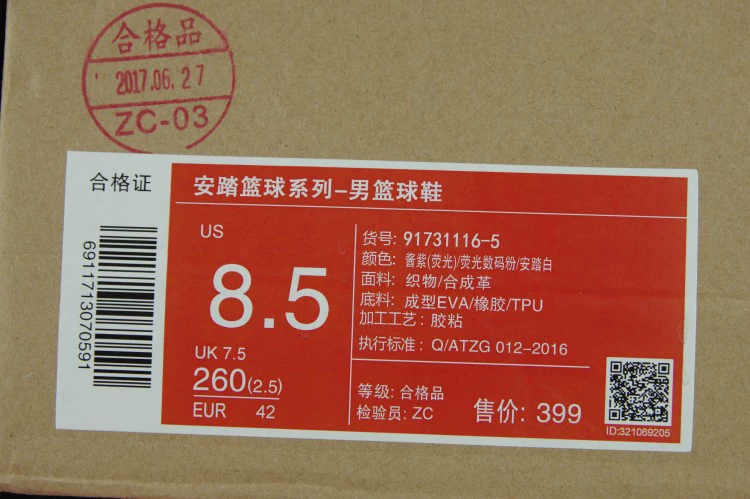 合格品
2017.06.27
ZC-03
合格证
6911713070591
安踏篮球系列-男篮球鞋
US
8.5
UK 7.5
260(2.5)
EUR 42
货号: 91731116-5
颜色: 酱紫(荧光)/荧光数码粉/安踏白
面料: 织物/合成革
底料: 成型EVA/橡胶/TPU
加工工艺: 胶粘
执行标准: Q/ATZG 012-2016
等级: 合格品
检验员: ZC
售价: 399
ID:321069205